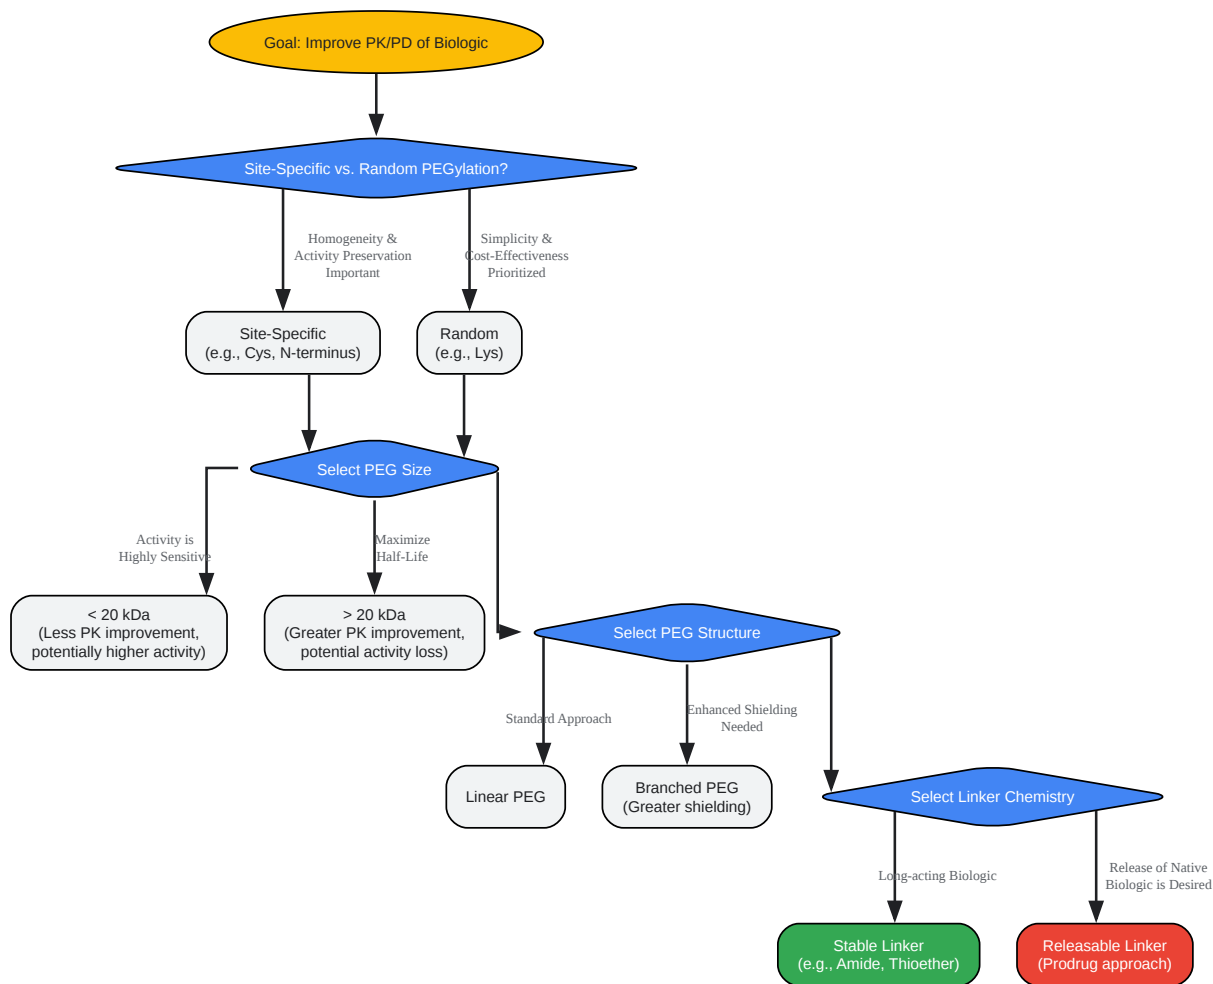 Goal: Improve PK/PD of Biologic
Site-Specific vs. Random PEGylation?
Homogeneity &
Activity Preservation
Important
Simplicity &
Cost-Effectiveness
Prioritized
Site-Specific
(e.g., Cys, N-terminus)
Random
(e.g., Lys)
Select PEG Size
Activity is
Highly Sensitive
Maximize
Half-Life
< 20 kDa
(Less PK improvement,
potentially higher activity)
> 20 kDa
(Greater PK improvement,
potential activity loss)
Select PEG Structure
Standard Approach
Enhanced Shielding
Needed
Linear PEG
Branched PEG
(Greater shielding)
Select Linker Chemistry
Long-acting Biologic
Release of Native
Biologic is Desired
Stable Linker
(e.g., Amide, Thioether)
Releasable Linker
(Prodrug approach)